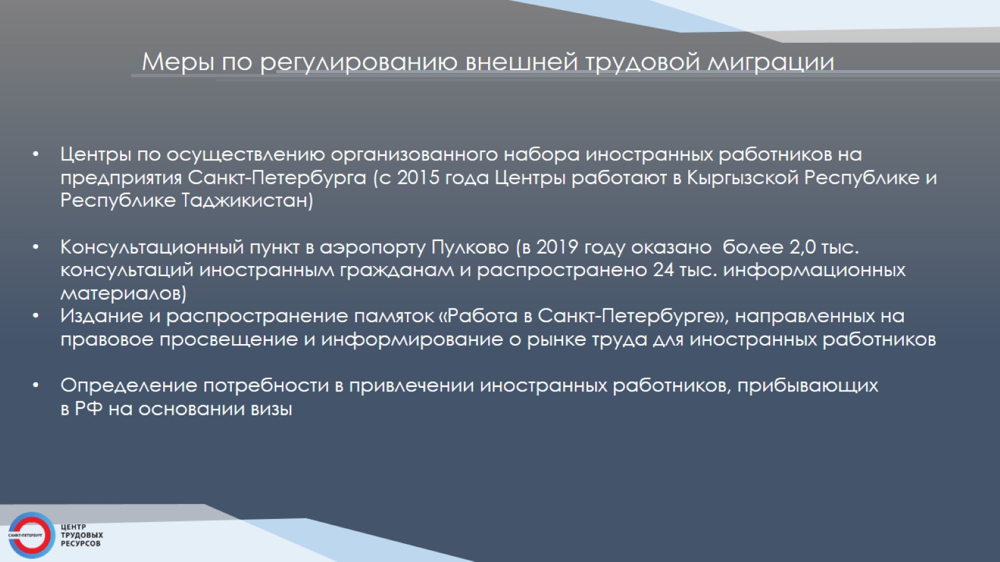 Меры по регулированию внешней трудовой миграции
• Центры по осуществлению организованного набора иностранных работников на
предприятия Санкт-Петербурга (с 2015 года Центры работают в Кыргызской Республике и
Республике Таджикистан)
• Консультационный пункт в аэропорту Пулково (в 2019 году оказано более 2,0 тыс.
консультаций иностранным гражданам и распространено 24 тыс. информационных
материалов)
• Издание и распространение памяток «Работа в Санкт-Петербурге», направленных на
правовое просвещение и информирование о рынке труда для иностранных работников
• Определение потребности в привлечении иностранных работников, прибывающих
в РФ на основании визы
САНКТ-ПЕТЕРБУРГ
ЦЕНТР
ТРУДОВЫХ
РЕСУРСОВ